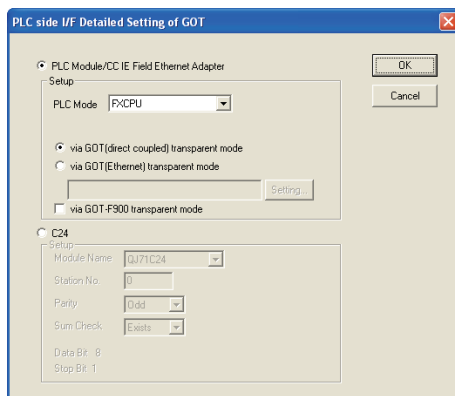 PLC side I/F Detailed Setting of GOT
PLC Module/CC IE Field Ethernet Adapter
OK
Setup
Cancel
PLC Mode FXCPU
via GOT(direct coupled) transparent mode
via GOT(Ethernet) transparent mode
Setting...
via GOT-F900 transparent mode
C24
Setup
Module Name QJ71C24
Station No. 0
Parity Odd
Sum Check Exists
Data Bit 8
Stop Bit 1